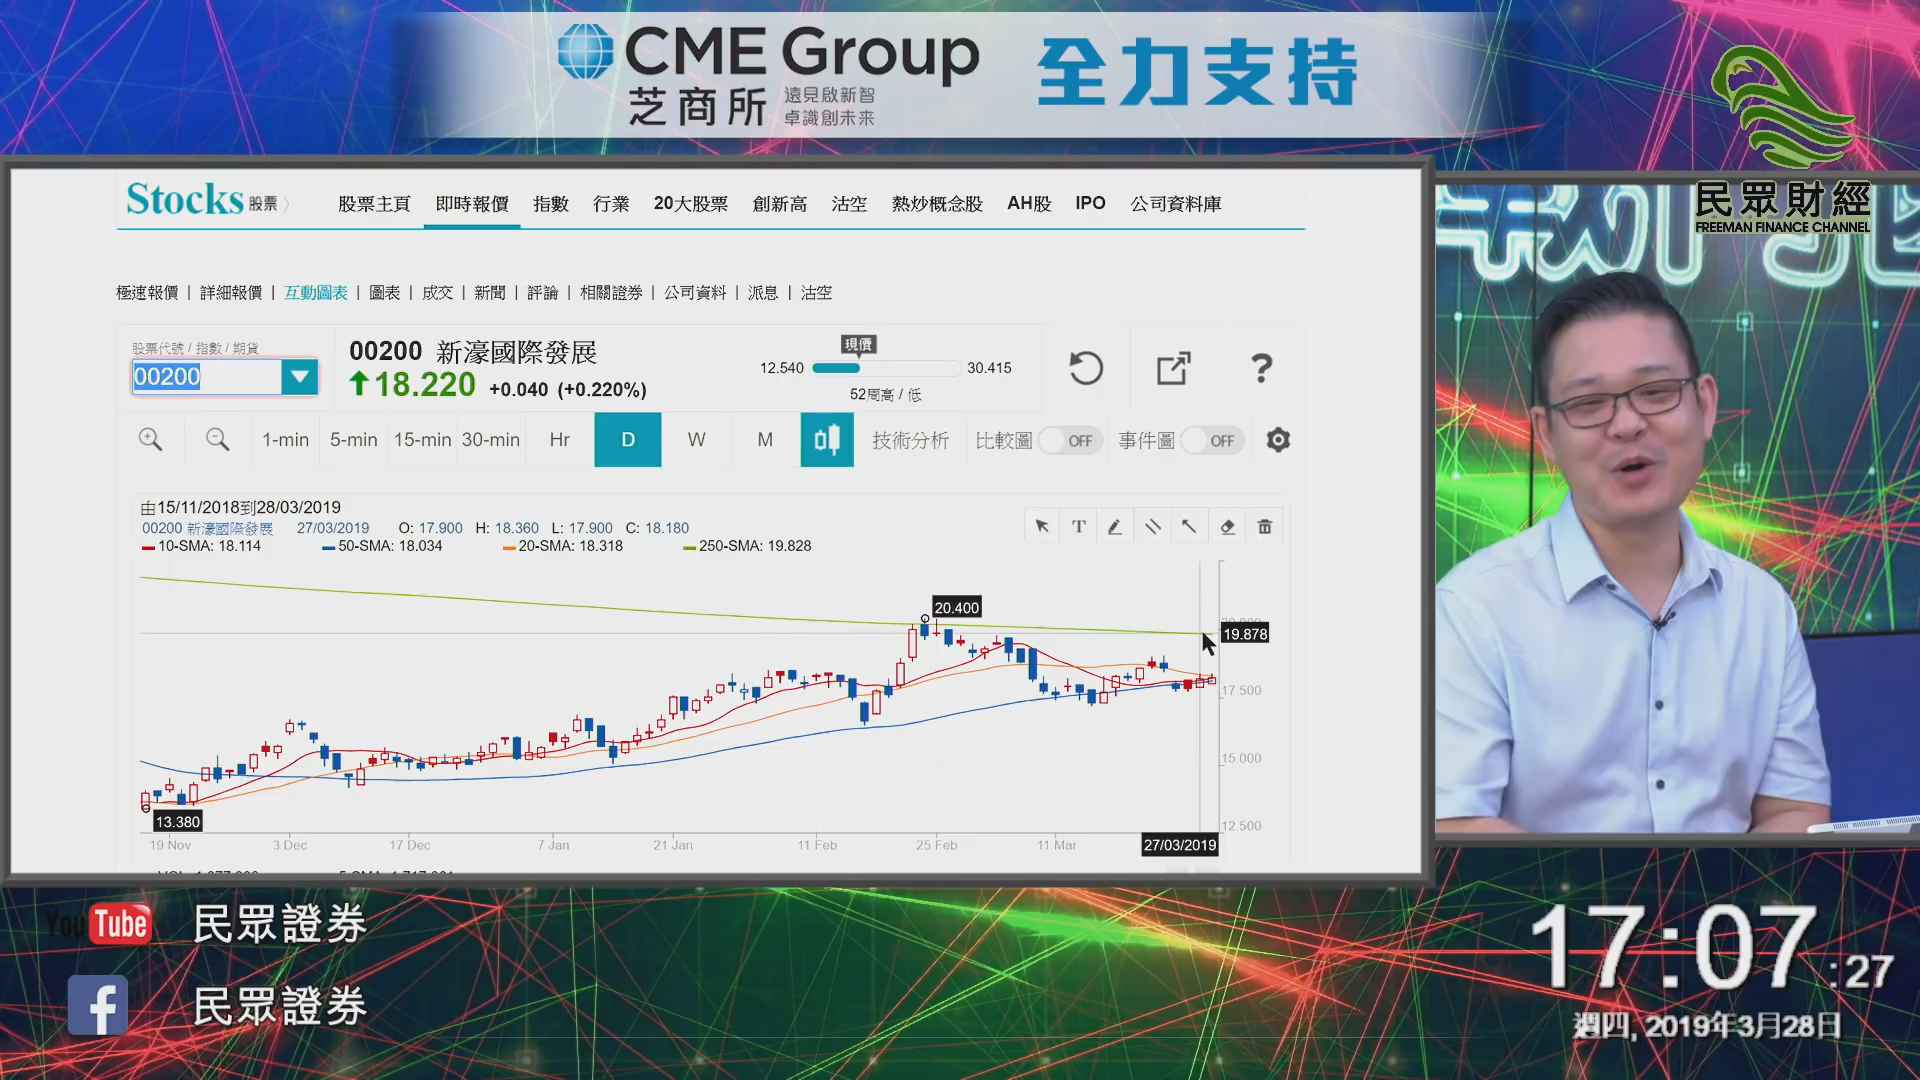 CME Group
芝商所
遠見啟新智
卓識創未來
全力支持
民眾財經
FREEMAN FINANCE CHANNEL
Stocks 股票 〉 股票主頁 即時報價 指數 行業 20大股票 創新高 沽空 熱炒概念股 AH股 IPO 公司資料庫
極速報價 | 詳細報價 | 互動圖表 | 圖表 | 成交 | 新聞 | 評論 | 相關證券 | 公司資料 | 派息 | 沽空
股票代號 / 指數 / 期貨
00200
00200 新濠國際發展
18.220 +0.040 (+0.220%)
現價
12.540 30.415
52周高 / 低
?
1-min 5-min 15-min 30-min Hr D W M 技術分析 比較圖 OFF 事件圖 OFF
由15/11/2018到28/03/2019
00200 新濠國際發展 27/03/2019 O: 17.900 H: 18.360 L: 17.900 C: 18.180
10-SMA: 18.114 50-SMA: 18.034 20-SMA: 18.318 250-SMA: 19.828
T
20.400
19.878
17.500
15.000
13.380
12.500
19 Nov 3 Dec 17 Dec 7 Jan 21 Jan 11 Feb 25 Feb 11 Mar 27/03/2019
YouTube 民眾證券
f 民眾證券
17:07:27
週四, 2019年3月28日